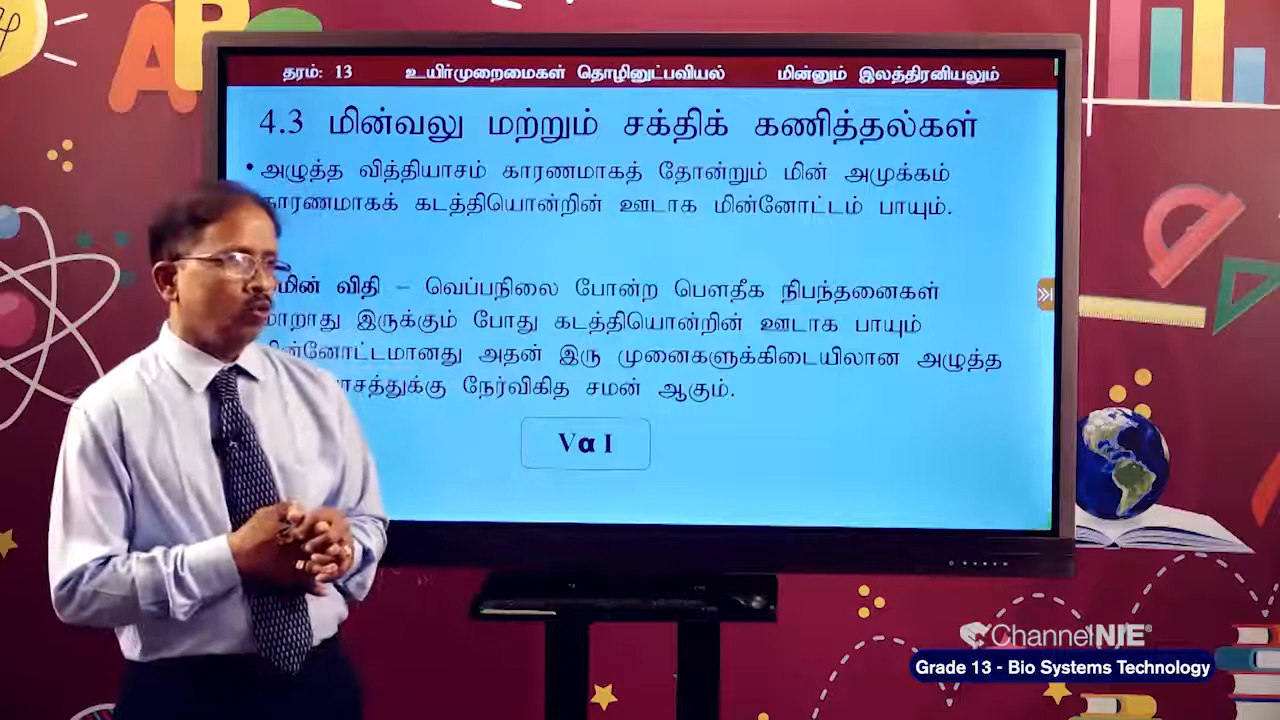 தரம்: 13 உயிர்முறைமைகள் தொழினுட்பவியல் மின்னும் இலத்திரனியலும்
4.3 மின்வலு மற்றும் சக்திக் கணித்தல்கள்
• அழுத்த வித்தியாசம் காரணமாகத் தோன்றும் மின் அமுக்கம்
காரணமாகக் கடத்தியொன்றின் ஊடாக மின்னோட்டம் பாயும்.
மின் விதி – வெப்பநிலை போன்ற பௌதீக நிபந்தனைகள்
மாறாது இருக்கும் போது கடத்தியொன்றின் ஊடாக பாயும்
மின்னோட்டமானது அதன் இரு முனைகளுக்கிடையிலான அழுத்த
நேர்விகித சமன் ஆகும்.
V α I
ChannelNIE®
Grade 13 - Bio Systems Technology